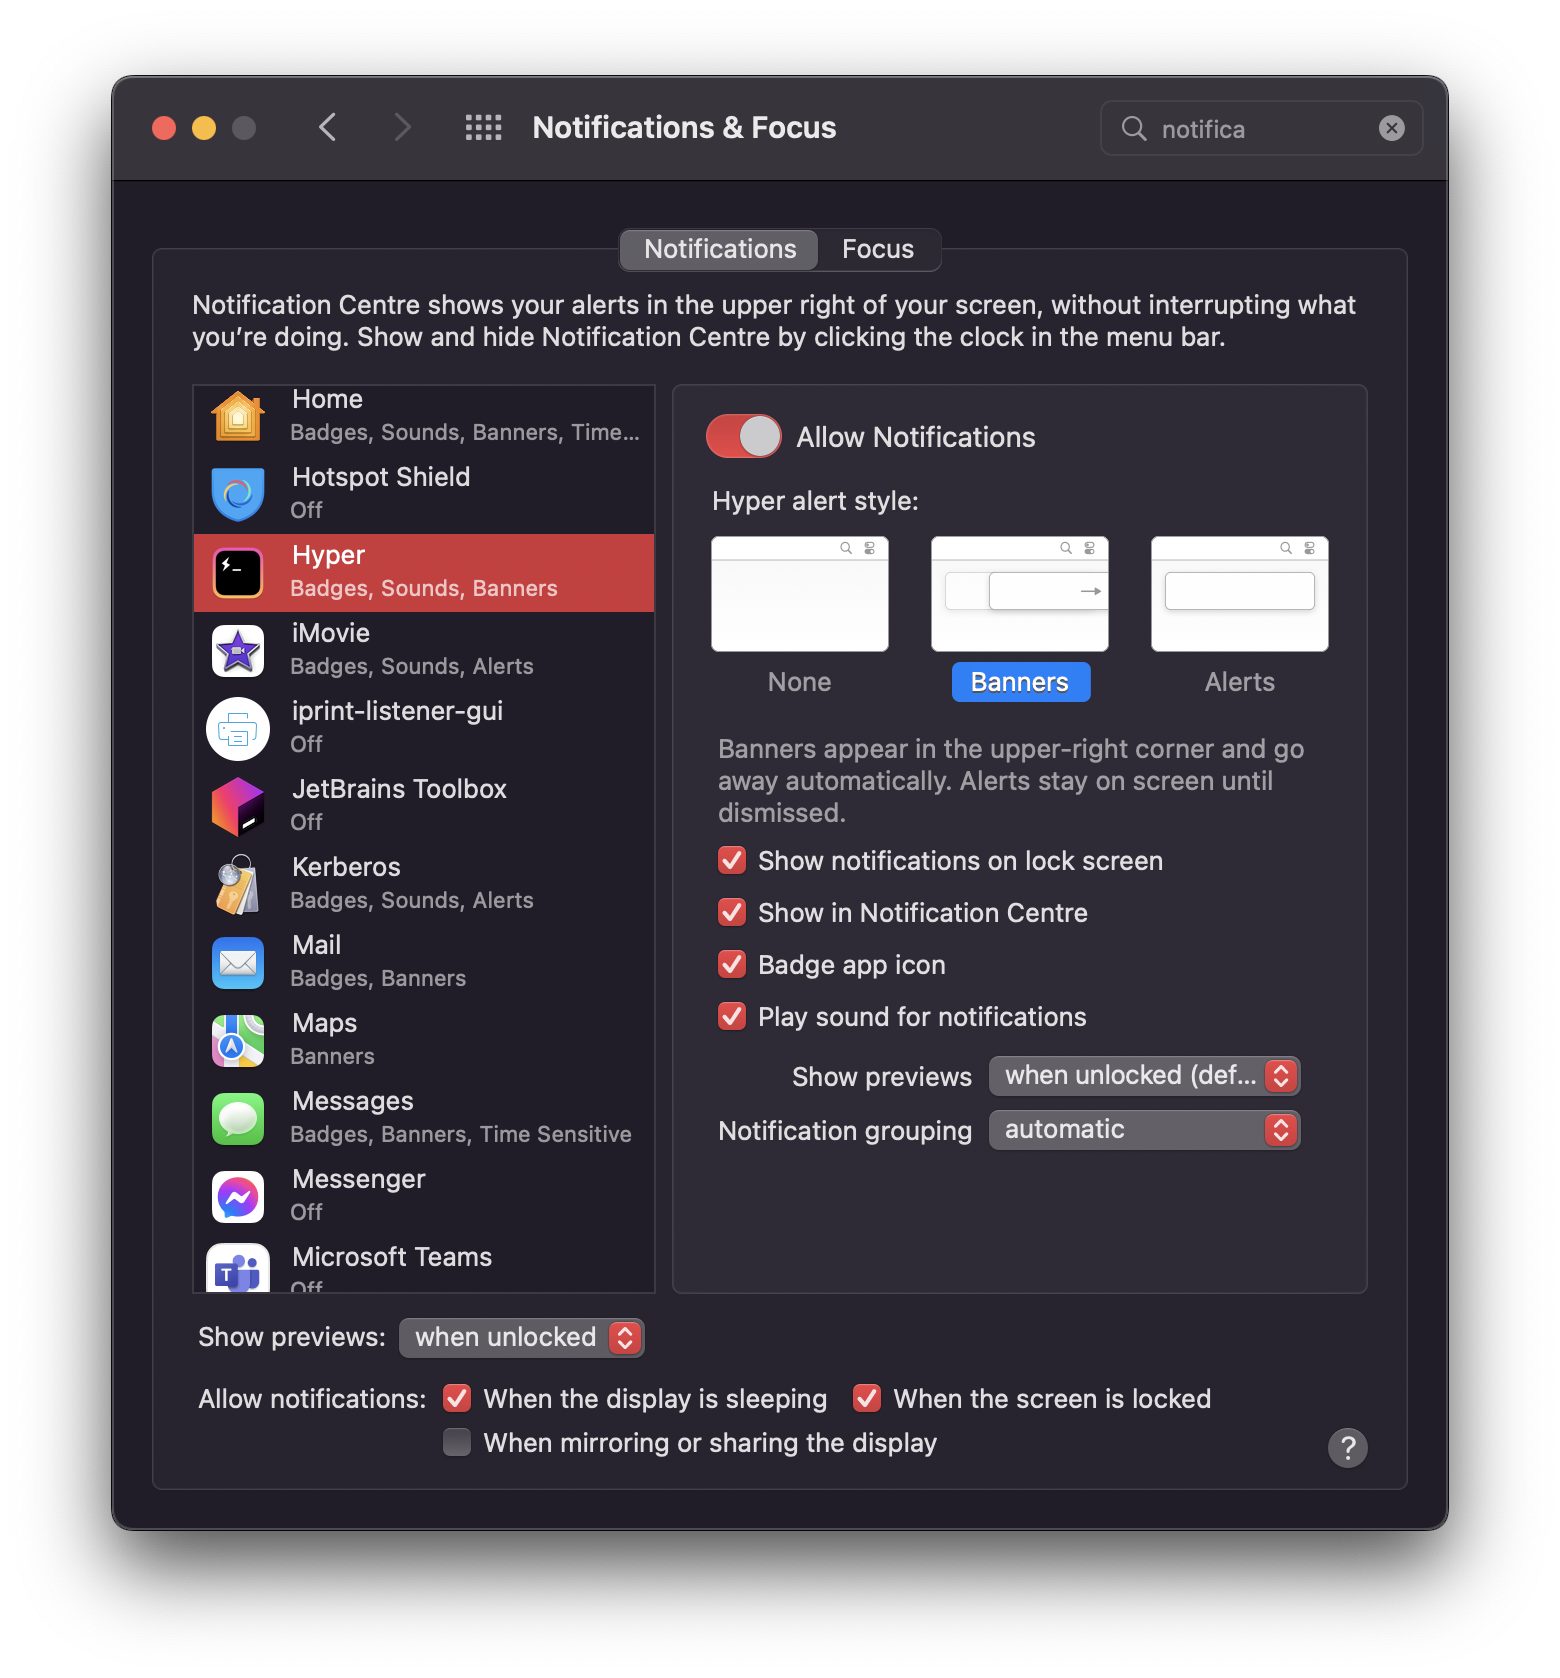 Notifications & Focus
notifica
Notifications
Focus
Notification Centre shows your alerts in the upper right of your screen, without interrupting what
you’re doing. Show and hide Notification Centre by clicking the clock in the menu bar.
Home
Badges, Sounds, Banners, Time...
Hotspot Shield
Off
Hyper
Badges, Sounds, Banners
iMovie
Badges, Sounds, Alerts
iprint-listener-gui
Off
JetBrains Toolbox
Off
Kerberos
Badges, Sounds, Alerts
Mail
Badges, Banners
Maps
Banners
Messages
Badges, Banners, Time Sensitive
Messenger
Off
Microsoft Teams
Off
Allow Notifications
Hyper alert style:
None
Banners
Alerts
Banners appear in the upper-right corner and go
away automatically. Alerts stay on screen until
dismissed.
Show notifications on lock screen
Show in Notification Centre
Badge app icon
Play sound for notifications
Show previews when unlocked (def...
Notification grouping automatic
Show previews: when unlocked
Allow notifications: When the display is sleeping When the screen is locked
When mirroring or sharing the display
?